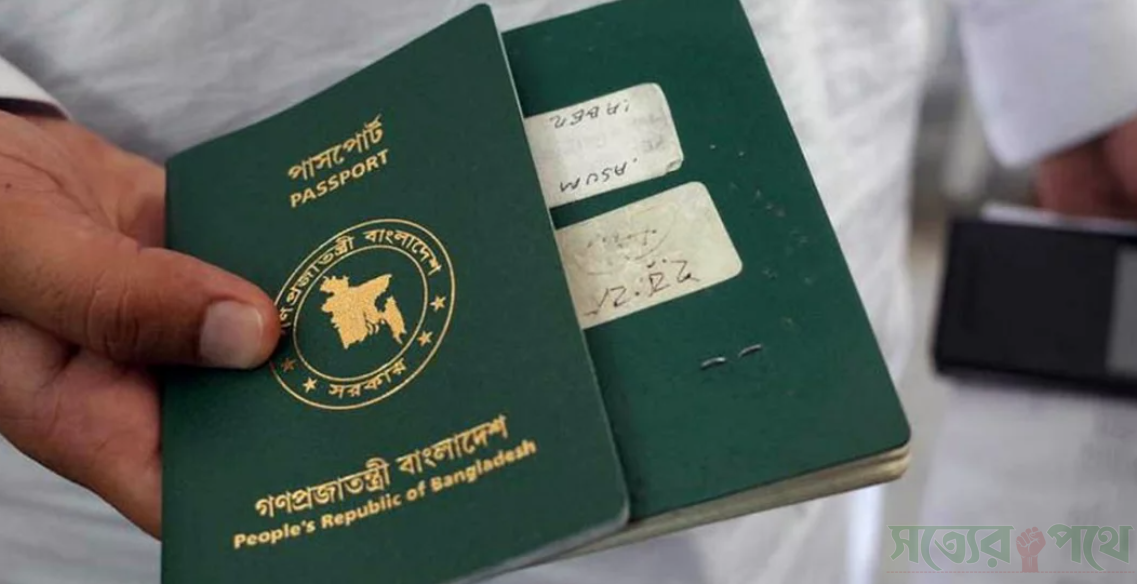 পাসপোর্ট
PASSPORT
গণপ্রজাতন্ত্রী বাংলাদেশ
সরকার
গণপ্রজাতন্ত্রী বাংলাদেশ
People's Republic of Bangladesh
সত্যের পথে